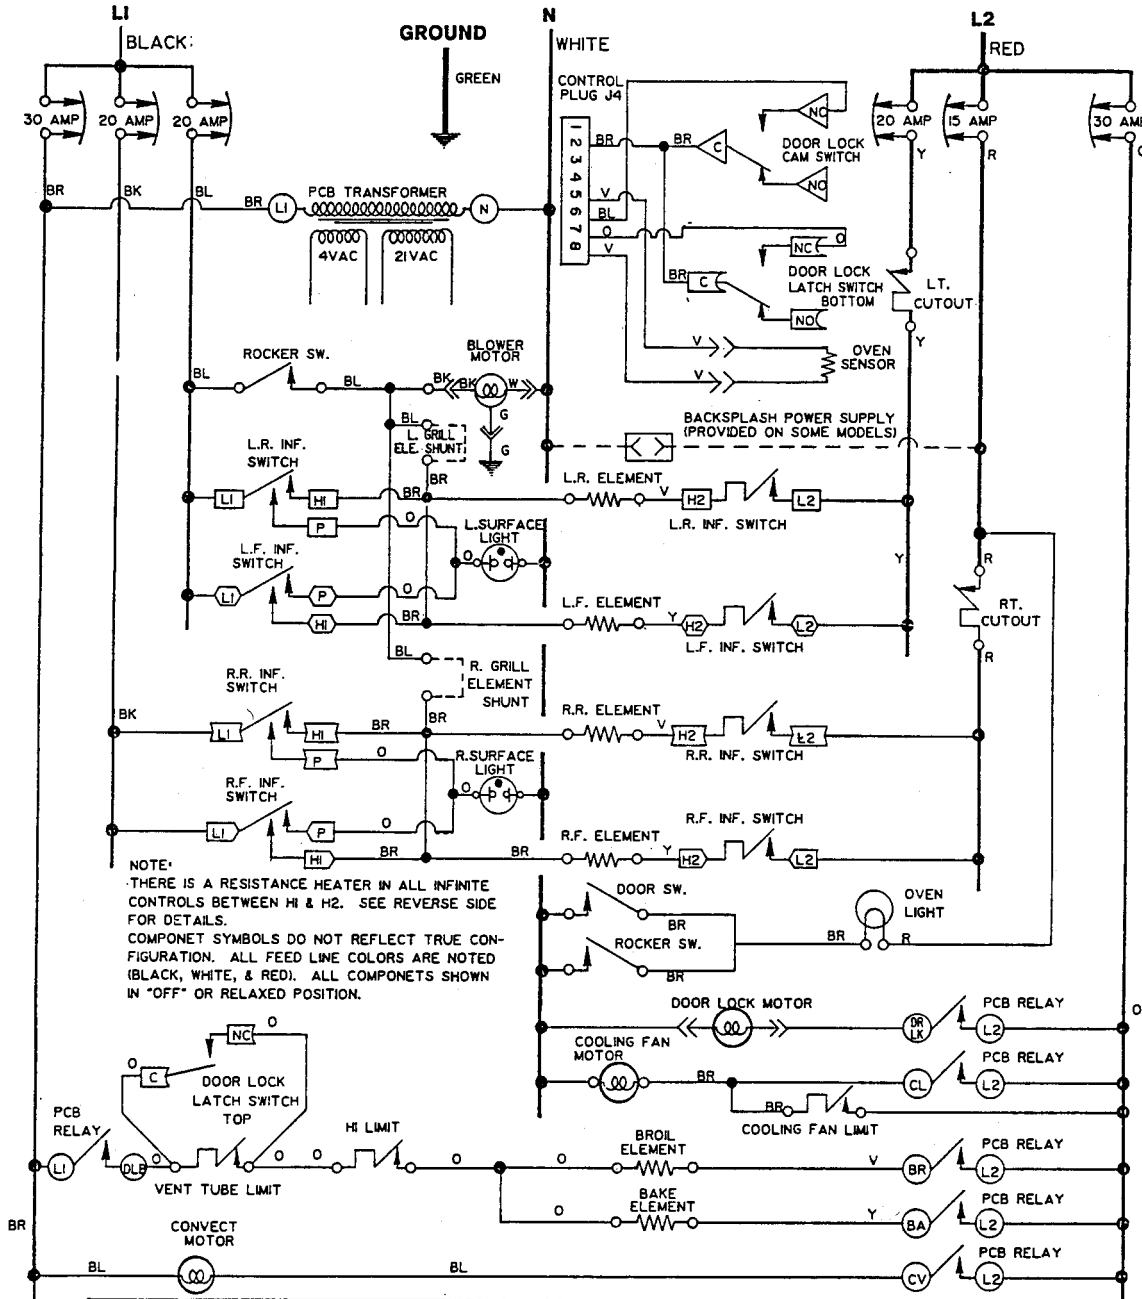 L1
N
L2
BLACK:
GROUND
WHITE
RED
GREEN
CONTROL
PLUG J4
30 AMP
20 AMP
20 AMP
20 AMP
15 AMP
30 AM
NO
DOOR LOCK
CAM SWITCH
1 2 3 4 5 6 7 8
BR
BR
C
NO
Y
R
BR
BK
BL
BR
L1
PCB TRANSFORMER
N
V
BL
O
V
4VAC
21VAC
NC
O
DOOR LOCK
LATCH SWITCH
BOTTOM
BR
C
NO
LT.
CUTOUT
Y
ROCKER SW.
BLOWER
MOTOR
V
V
OVEN
SENSOR
BL
BL
BK
BK
W
G
G
BL
L. GRILL
ELE. SHUNT
BR
BACKSPLASH POWER SUPPLY
(PROVIDED ON SOME MODELS)
L.R. INF.
SWITCH
L1
HI
BR
L.R. ELEMENT
V
H2
L2
L.R. INF. SWITCH
P
O
L.SURFACE
LIGHT
O
L.F. INF.
SWITCH
L1
P
O
Y
R
HI
BR
L.F. ELEMENT
Y
H2
L2
L.F. INF. SWITCH
RT.
CUTOUT
R
BL
R. GRILL
ELEMENT
SHUNT
R.R. INF.
SWITCH
BK
L1
HI
BR
BR
R.R. ELEMENT
V
H2
L2
R.R. INF. SWITCH
P
O
R.SURFACE
LIGHT
O
R.F. INF.
SWITCH
L1
P
O
HI
BR
BR
R.F. ELEMENT
Y
H2
R.F. INF. SWITCH
L2
NOTE:
THERE IS A RESISTANCE HEATER IN ALL INFINITE
CONTROLS BETWEEN HI & H2. SEE REVERSE SIDE
FOR DETAILS.
COMPONET SYMBOLS DO NOT REFLECT TRUE CON-
FIGURATION. ALL FEED LINE COLORS ARE NOTED
(BLACK, WHITE, & RED). ALL COMPONETS SHOWN
IN "OFF" OR RELAXED POSITION.
DOOR SW.
BR
ROCKER SW.
BR
OVEN
LIGHT
BR
R
DOOR LOCK MOTOR
DR
LK
PCB RELAY
L2
O
COOLING FAN
MOTOR
BR
CL
PCB RELAY
L2
BR
COOLING FAN LIMIT
O
NC
O
C
DOOR LOCK
LATCH SWITCH
TOP
PCB
RELAY
L1
DLB
O
VENT TUBE LIMIT
O
O
HI LIMIT
O
O
BROIL
ELEMENT
V
BR
PCB RELAY
L2
O
BAKE
ELEMENT
Y
BA
PCB RELAY
L2
BR
CONVECT
MOTOR
BL
BL
CV
PCB RELAY
L2